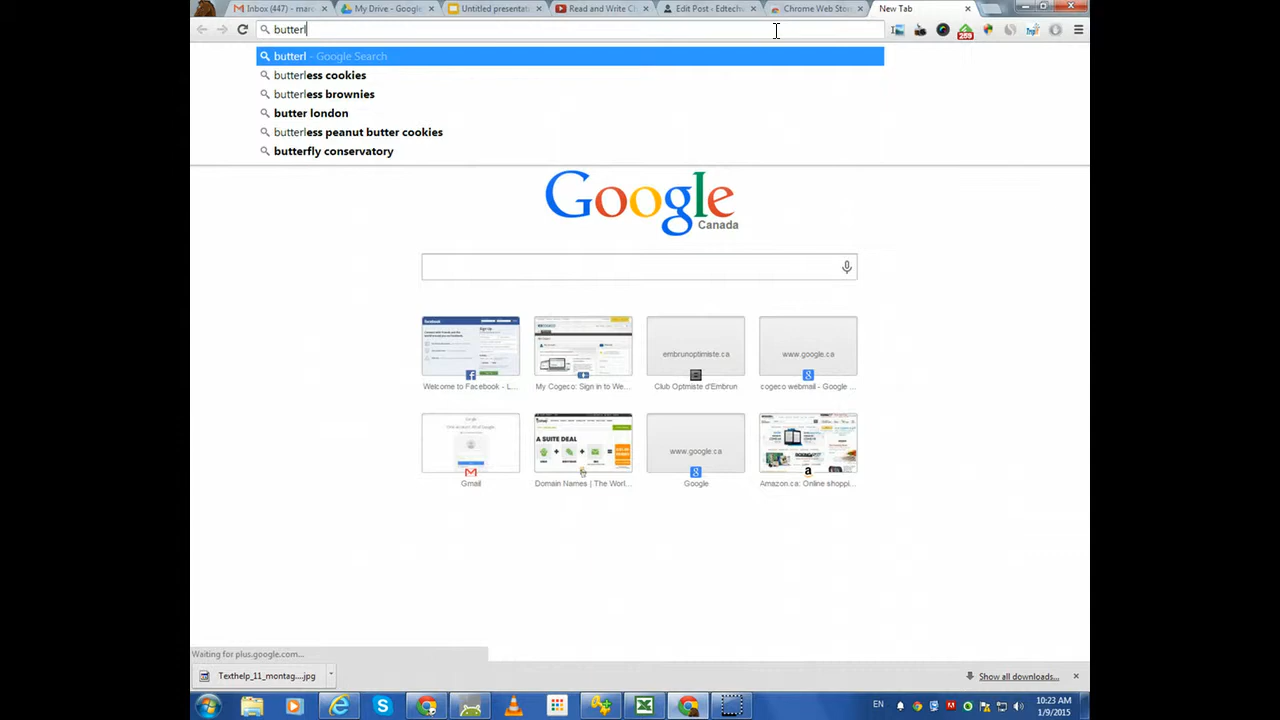 Inbox (447) - marc
My Drive - Google
Untitled presentat
Read and Write C
Edit Post - Edtech
Chrome Web Sto
New Tab
butterl
butterl - Google Search
butterless cookies
butterless brownies
butter london
butterless peanut butter cookies
butterfly conservatory
Google
Canada
embrunoptimiste.ca
www.google.ca
Welcome to Facebook - L...
My Cogeco: Sign in to We...
Club Optmiste d'Embrun
cogeco webmail - Google ...
A SUITE DEAL
www.google.ca
Gmail
Domain Names | The Worl...
Google
Amazon.ca: Online shoppi...
Waiting for plus.google.com...
Texthelp_11_montag....jpg
Show all downloads...
EN
10:23 AM
1/9/2015